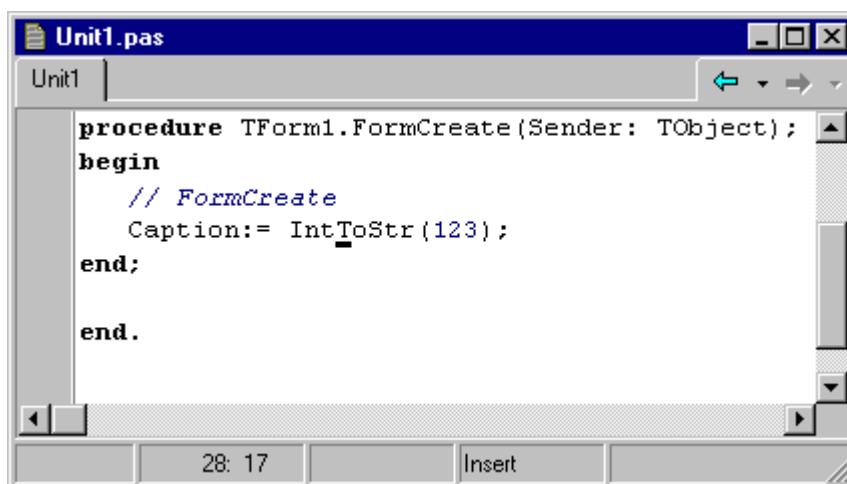 Unit1.pas
Unit1
procedure TForm1.FormCreate(Sender: TObject);
begin
// FormCreate
Caption:= IntToStr(123);
end;
end.
28: 17
Insert